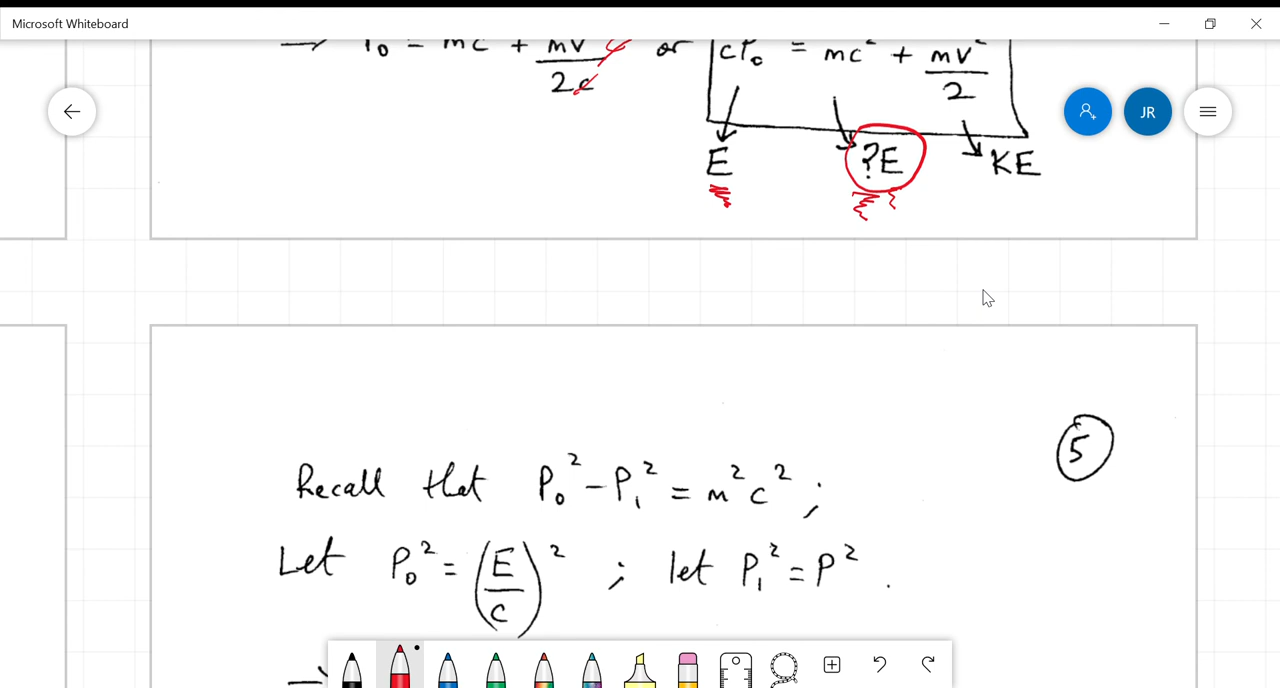 Microsoft Whiteboard
→ P₀ = mc + mv²/2c or cP₀ = mc² + mv²/2
JR
E ?E KE
5
Recall that P₀² - P₁² = m²c² ;
Let P₀² = (E/c)² ; let P₁² = P² .